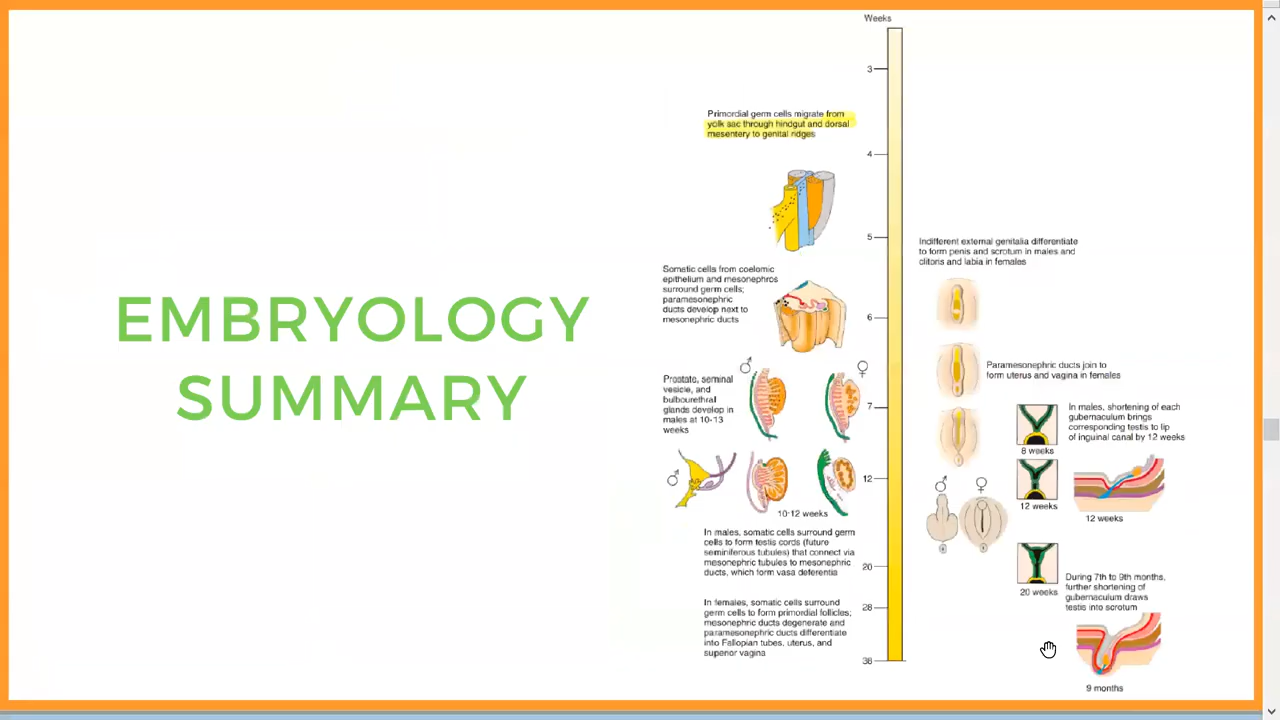 EMBRYOLOGY
SUMMARY
Weeks
3
4
5
6
7
12
20
28
38
Primordial germ cells migrate from
yolk sac through hindgut and dorsal
mesentery to genital ridges
Somatic cells from coelomic
epithelium and mesonephros
surround germ cells;
paramesonephric
ducts develop next to
mesonephric ducts
Prostate, seminal
vesicle, and
bulbourethral
glands develop in
males at 10-13
weeks
♂
♀
♂
10-12 weeks
In males, somatic cells surround germ
cells to form testis cords (future
seminiferous tubules) that connect via
mesonephric tubules to mesonephric
ducts, which form vasa deferentia
In females, somatic cells surround
germ cells to form primordial follicles;
mesonephric ducts degenerate and
paramesonephric ducts differentiate
into Fallopian tubes, uterus, and
superior vagina
Indifferent external genitalia differentiate
to form penis and scrotum in males and
clitoris and labia in females
Paramesonephric ducts join to
form uterus and vagina in females
♂
♀
8 weeks
12 weeks
20 weeks
In males, shortening of each
gubernaculum brings
corresponding testis to lip
of inguinal canal by 12 weeks
12 weeks
During 7th to 9th months,
further shortening of
gubernaculum draws
testis into scrotum
9 months